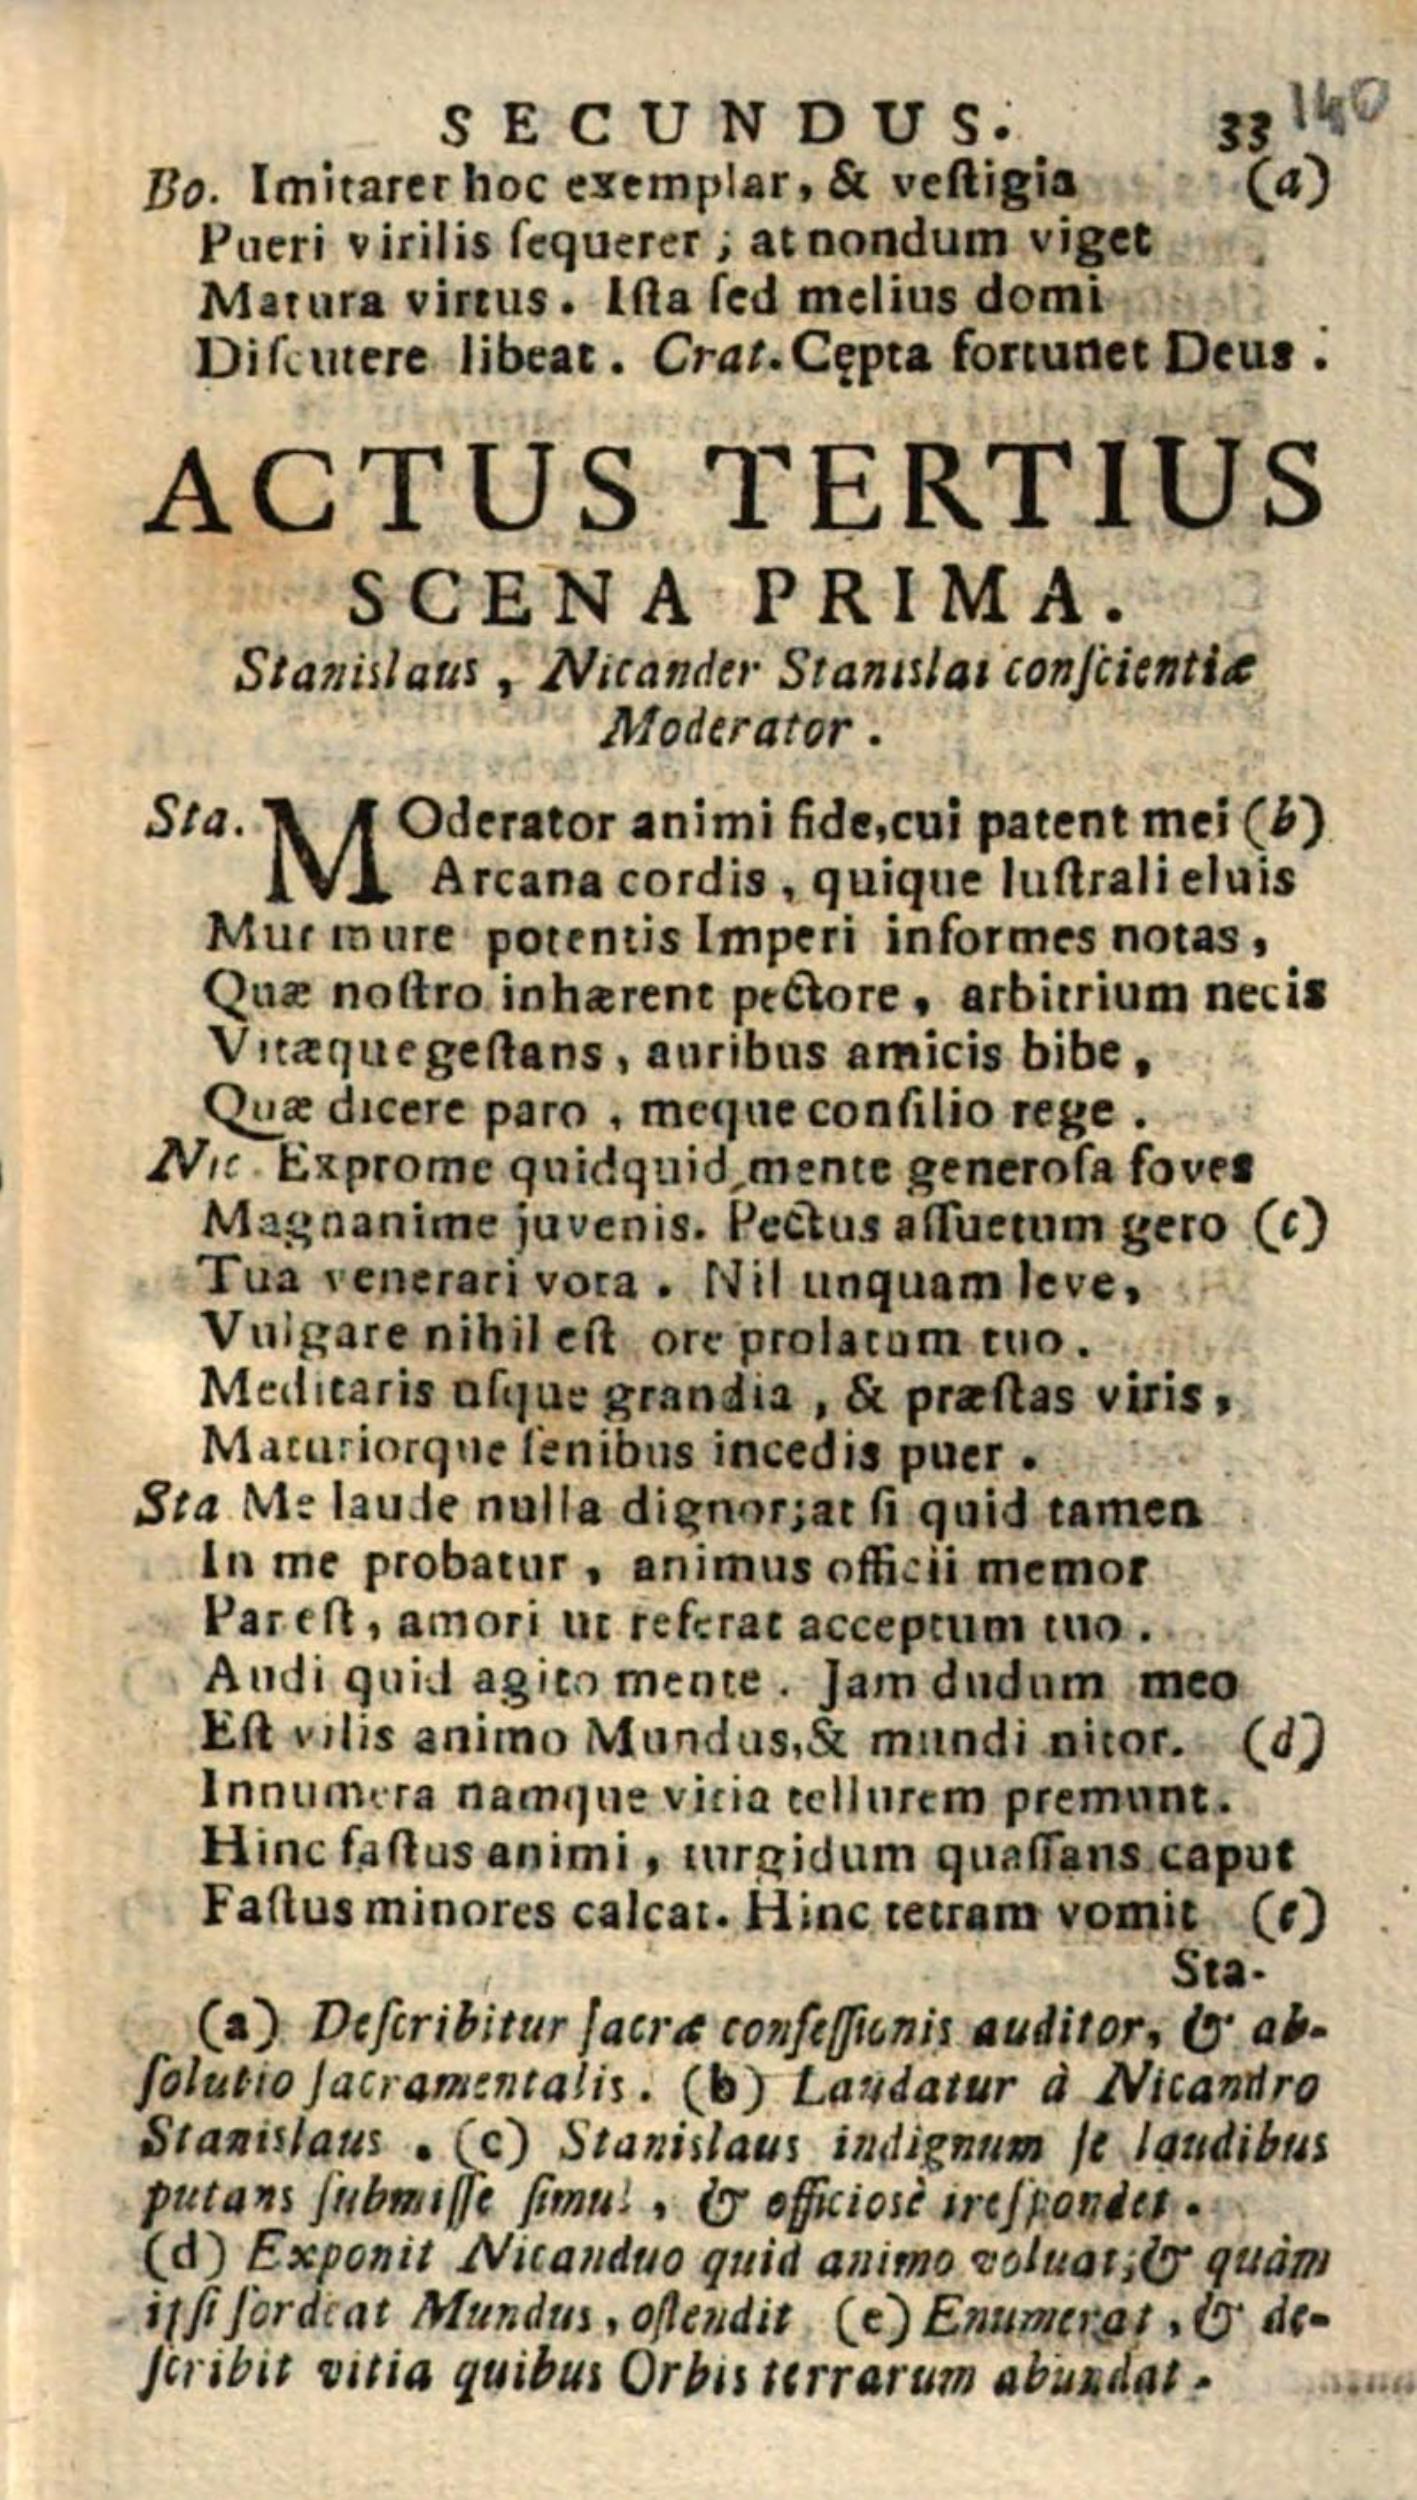 SECUNDUS. 33 140
Bo. Imitarer hoc exemplar, & veſtigia (a)
Pueri virilis ſequerer ; at nondum viget
Matura virtus. Iſta ſed melius domi
Diſcutere libeat. Crat. Cępta fortunet Deus.
ACTUS TERTIUS
SCENA PRIMA.
Stanislaus, Nicander Stanislai conſcientiæ
Moderator.
Sta. MOderator animi fide, cui patent mei (b)
Arcana cordis, quique luſtrali eluis
Murmure potentis Imperi informes notas,
Quæ noſtro inhærent pectore, arbitrium necis
Vitæque geſtans, auribus amicis bibe,
Quæ dicere paro, meque conſilio rege.
Nic. Exprome quidquid mente generoſa foves
Magnanime juvenis. Pectus aſſuetum gero (c)
Tua venerari vota. Nil unquam leve,
Vulgare nihil eſt ore prolatum tuo.
Meditaris uſque grandia, & præſtas viris,
Maturiorque ſenibus incedis puer.
Sta Me laude nulla dignor; at ſi quid tamen
In me probatur, animus officii memor
Par eſt, amori ut referat acceptum tuo.
Audi quid agito mente. Jam dudum meo
Eſt vilis animo Mundus, & mundi nitor. (d)
Innumera namque vitia tellurem premunt.
Hinc faſtus animi, turgidum quaſſans caput
Faſtus minores calcat. Hinc tetram vomit (e)
Sta-
(a) Deſcribitur ſacræ confeſſionis auditor, & ab-
ſolutio ſacramentalis. (b) Laudatur à Nicandro
Stanislaus. (c) Stanislaus indignum ſe laudibus
putans ſubmiſſe ſimul, & officiosè ireſpondet.
(d) Exponit Nicanduo quid animo voluat; & quàm
ipſi ſordeat Mundus, oſtendit (e) Enumerat, & de-
ſcribit vitia quibus Orbis terrarum abundat.